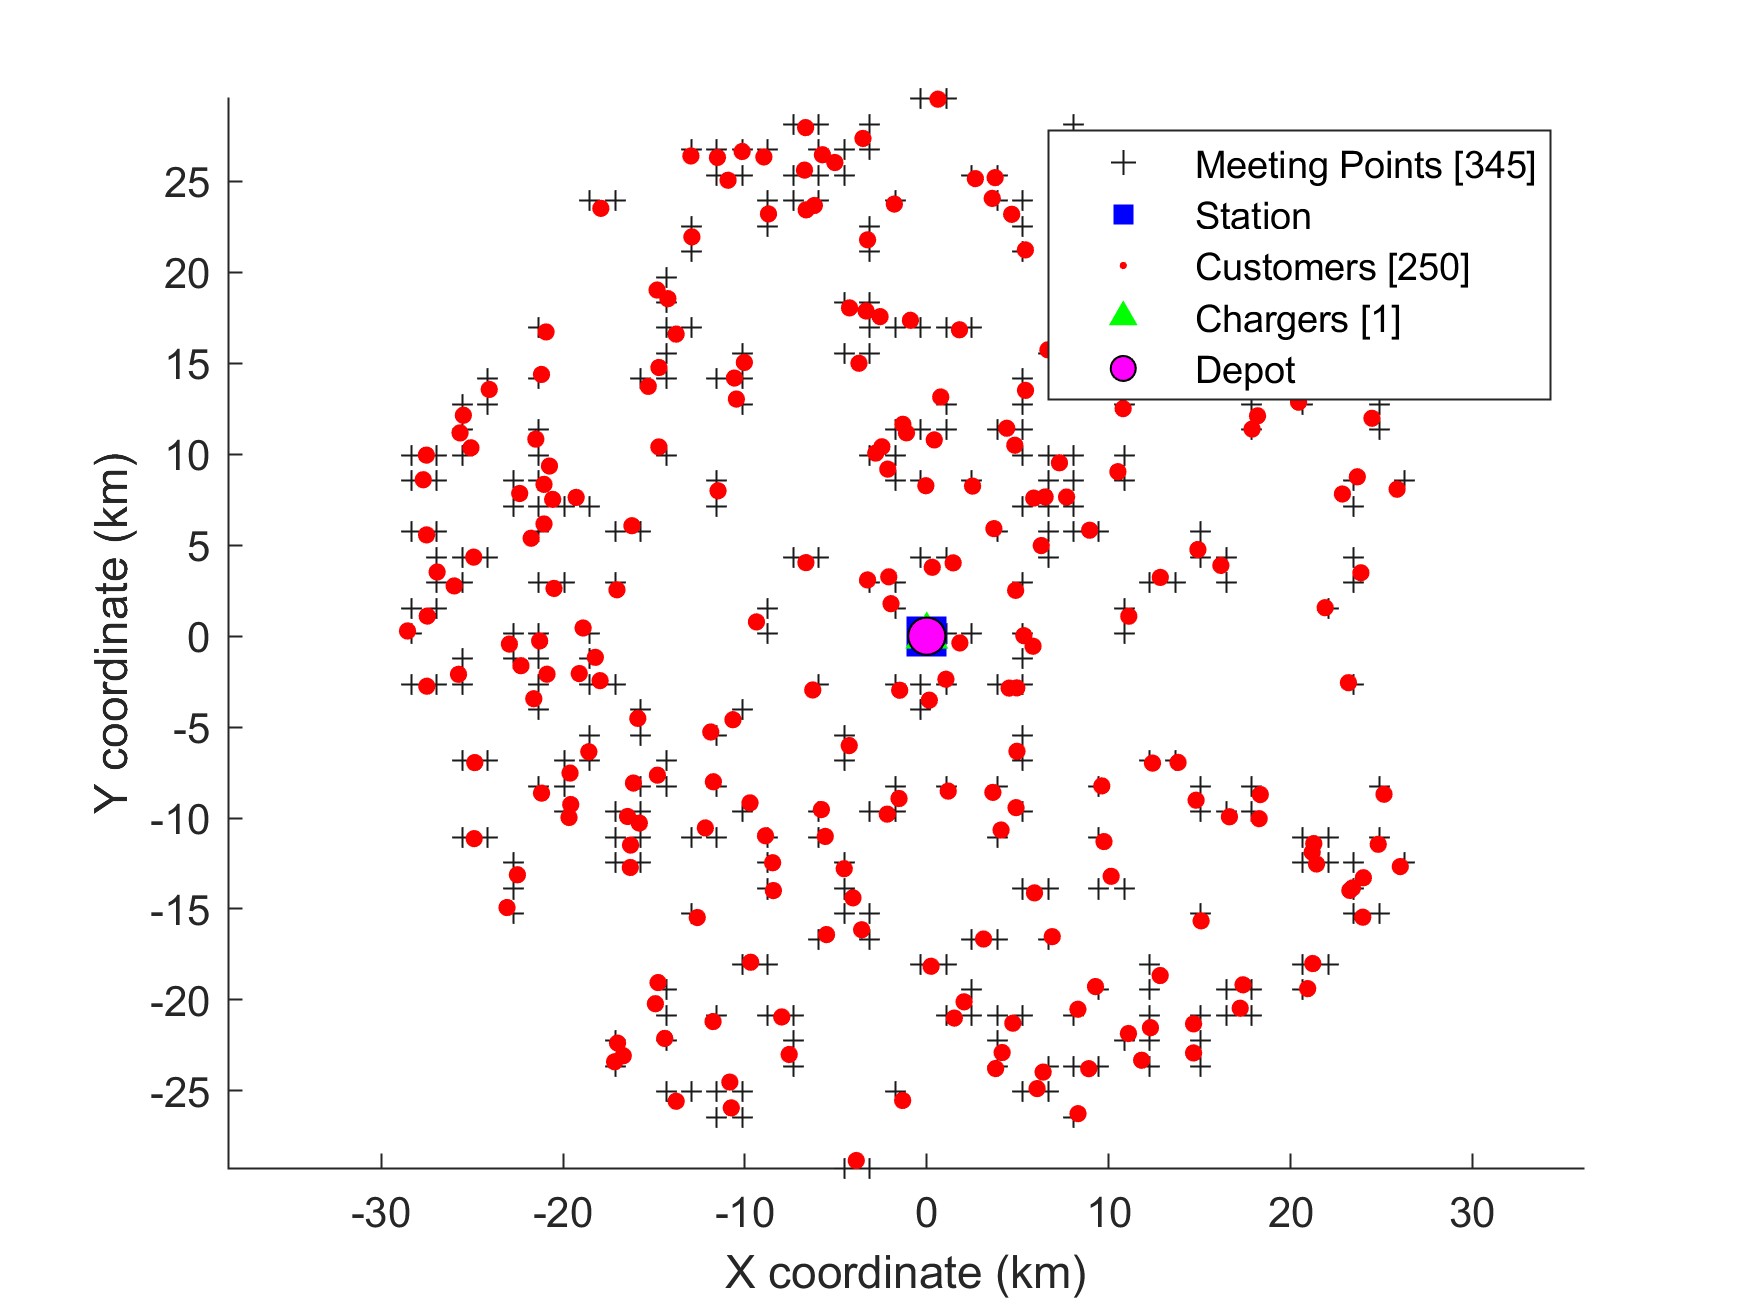 25
20
15
10
5
0
-5
-10
-15
-20
-25
Y coordinate (km)
Meeting Points [345]
Station
Customers [250]
Chargers [1]
Depot
-30 -20 -10 0 10 20 30
X coordinate (km)